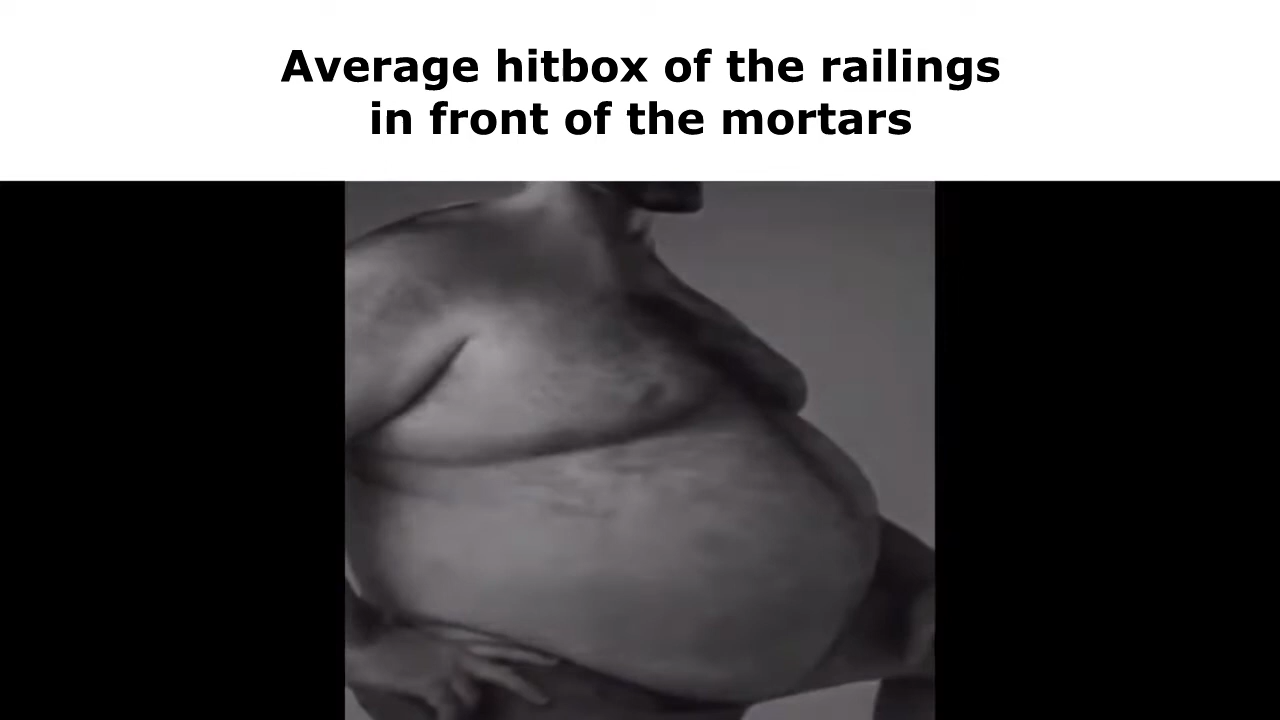 Average hitbox of the railings
in front of the mortars